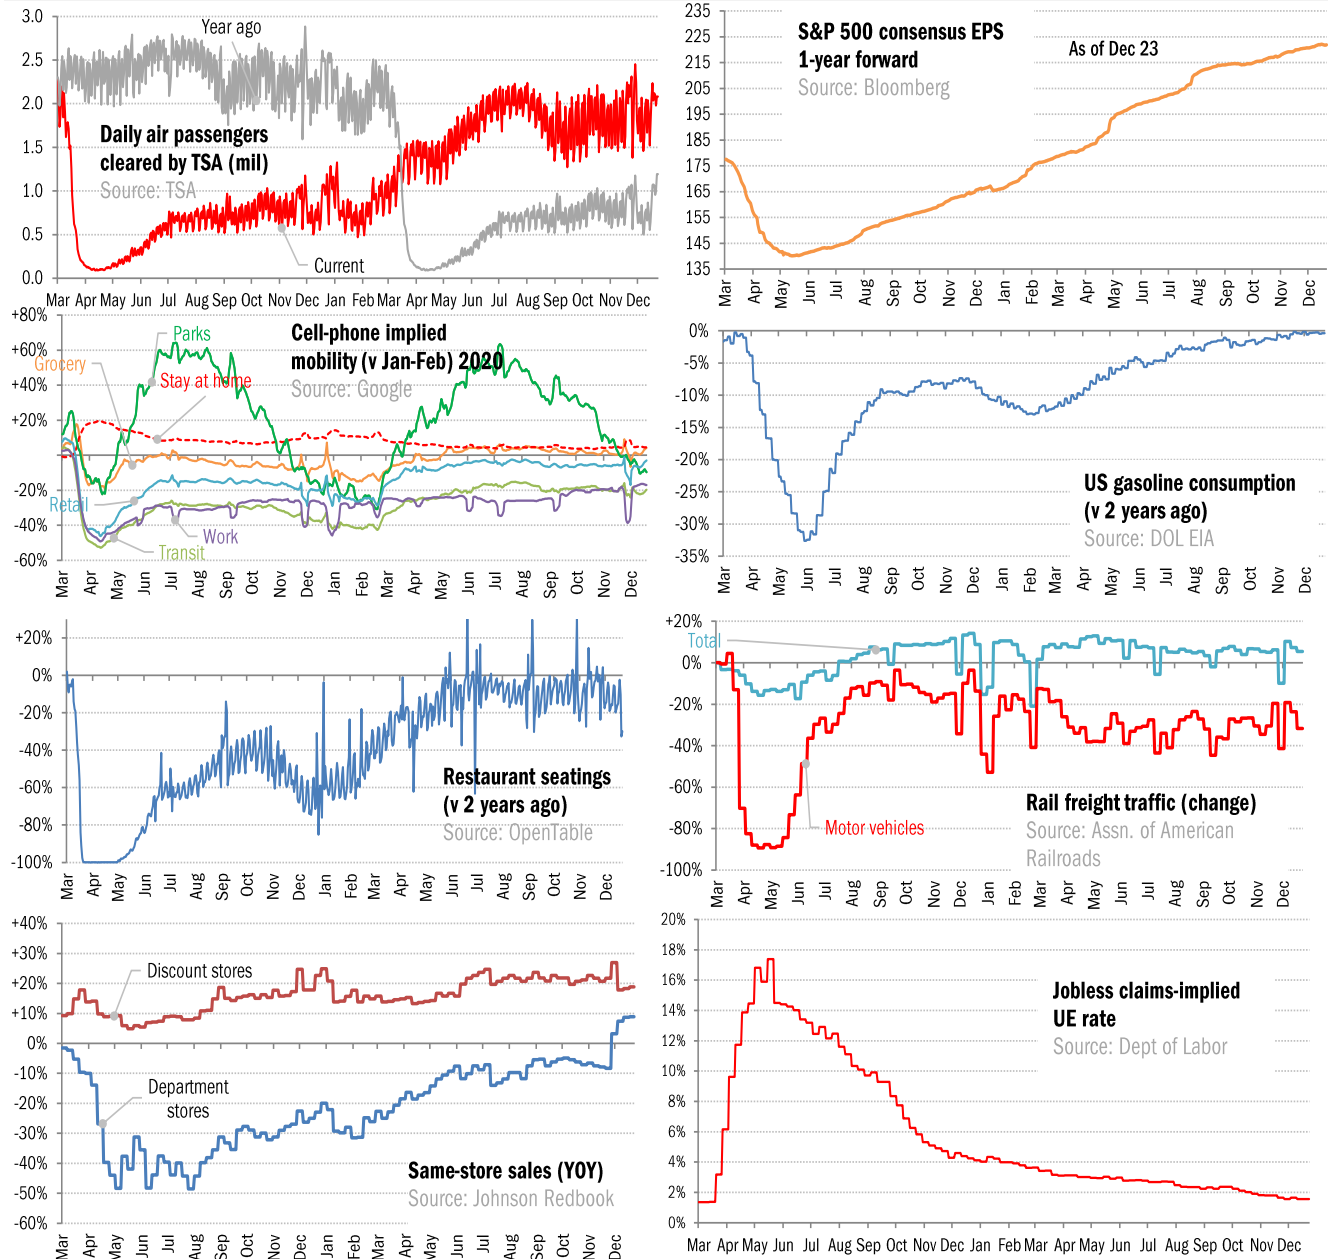 3.0
2.5
2.0
1.5
1.0
0.5
0.0
Year ago
Daily air passengers
cleared by TSA (mil)
Source: TSA
Current
Mar Apr May Jun Jul Aug Sep Oct Nov Dec Jan Feb Mar Apr May Jun Jul Aug Sep Oct Nov Dec
235
225
215
205
195
185
175
165
155
145
135
S&P 500 consensus EPS
1-year forward
Source: Bloomberg
As of Dec 23
Mar Apr May Jun Jul Aug Sep Oct Nov Dec Jan Feb Mar Apr May Jun Jul Aug Sep Oct Nov Dec
+80%
+60%
+40%
+20%
-20%
-40%
-60%
Parks
Grocery
Stay at home
Cell-phone implied
mobility (v Jan-Feb) 2020
Source: Google
Retail
Work
Transit
Mar Apr May Jun Jul Aug Sep Oct Nov Dec Jan Feb Mar Apr May Jun Jul Aug Sep Oct Nov Dec
0%
-5%
-10%
-15%
-20%
-25%
-30%
-35%
US gasoline consumption
(v 2 years ago)
Source: DOL EIA
Mar Apr May Jun Jul Aug Sep Oct Nov Dec Jan Feb Mar Apr May Jun Jul Aug Sep Oct Nov Dec
+20%
0%
-20%
-40%
-60%
-80%
-100%
Restaurant seatings
(v 2 years ago)
Source: OpenTable
Mar Apr May Jun Jul Aug Sep Oct Nov Dec Jan Feb Mar Apr May Jun Jul Aug Sep Oct Nov Dec
+20%
0%
-20%
-40%
-60%
-80%
-100%
Total
Motor vehicles
Rail freight traffic (change)
Source: Assn. of American
Railroads
Mar Apr May Jun Jul Aug Sep Oct Nov Dec Jan Feb Mar Apr May Jun Jul Aug Sep Oct Nov Dec
+40%
+30%
+20%
+10%
0%
-10%
-20%
-30%
-40%
-50%
-60%
Discount stores
Department
stores
Same-store sales (YOY)
Source: Johnson Redbook
Mar Apr May Jun Jul Aug Sep Oct Nov Dec Jan Feb Mar Apr May Jun Jul Aug Sep Oct Nov Dec
20%
18%
16%
14%
12%
10%
8%
6%
4%
2%
0%
Jobless claims-implied
UE rate
Source: Dept of Labor
Mar Apr May Jun Jul Aug Sep Oct Nov Dec Jan Feb Mar Apr May Jun Jul Aug Sep Oct Nov Dec